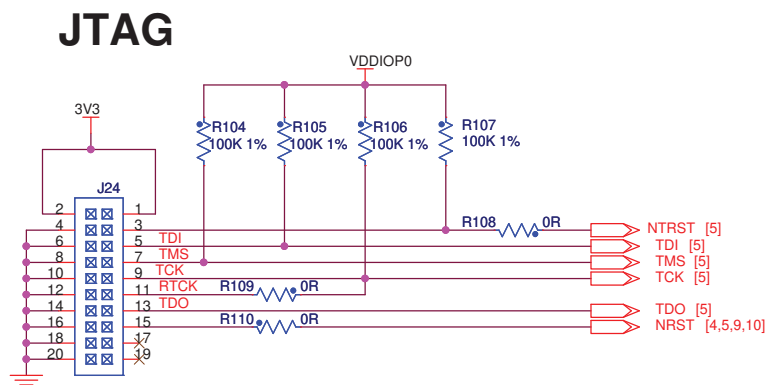 JTAG
VDDIOP0
3V3
R104
100K 1%
R105
100K 1%
R106
100K 1%
R107
100K 1%
J24
2 1
4 3 R108 0R NTRST [5]
6 5 TDI TDI [5]
8 7 TMS TMS [5]
10 9 TCK TCK [5]
12 11 RTCK R109 0R
14 13 TDO TDO [5]
16 15 R110 0R NRST [4,5,9,10]
18 17
20 19